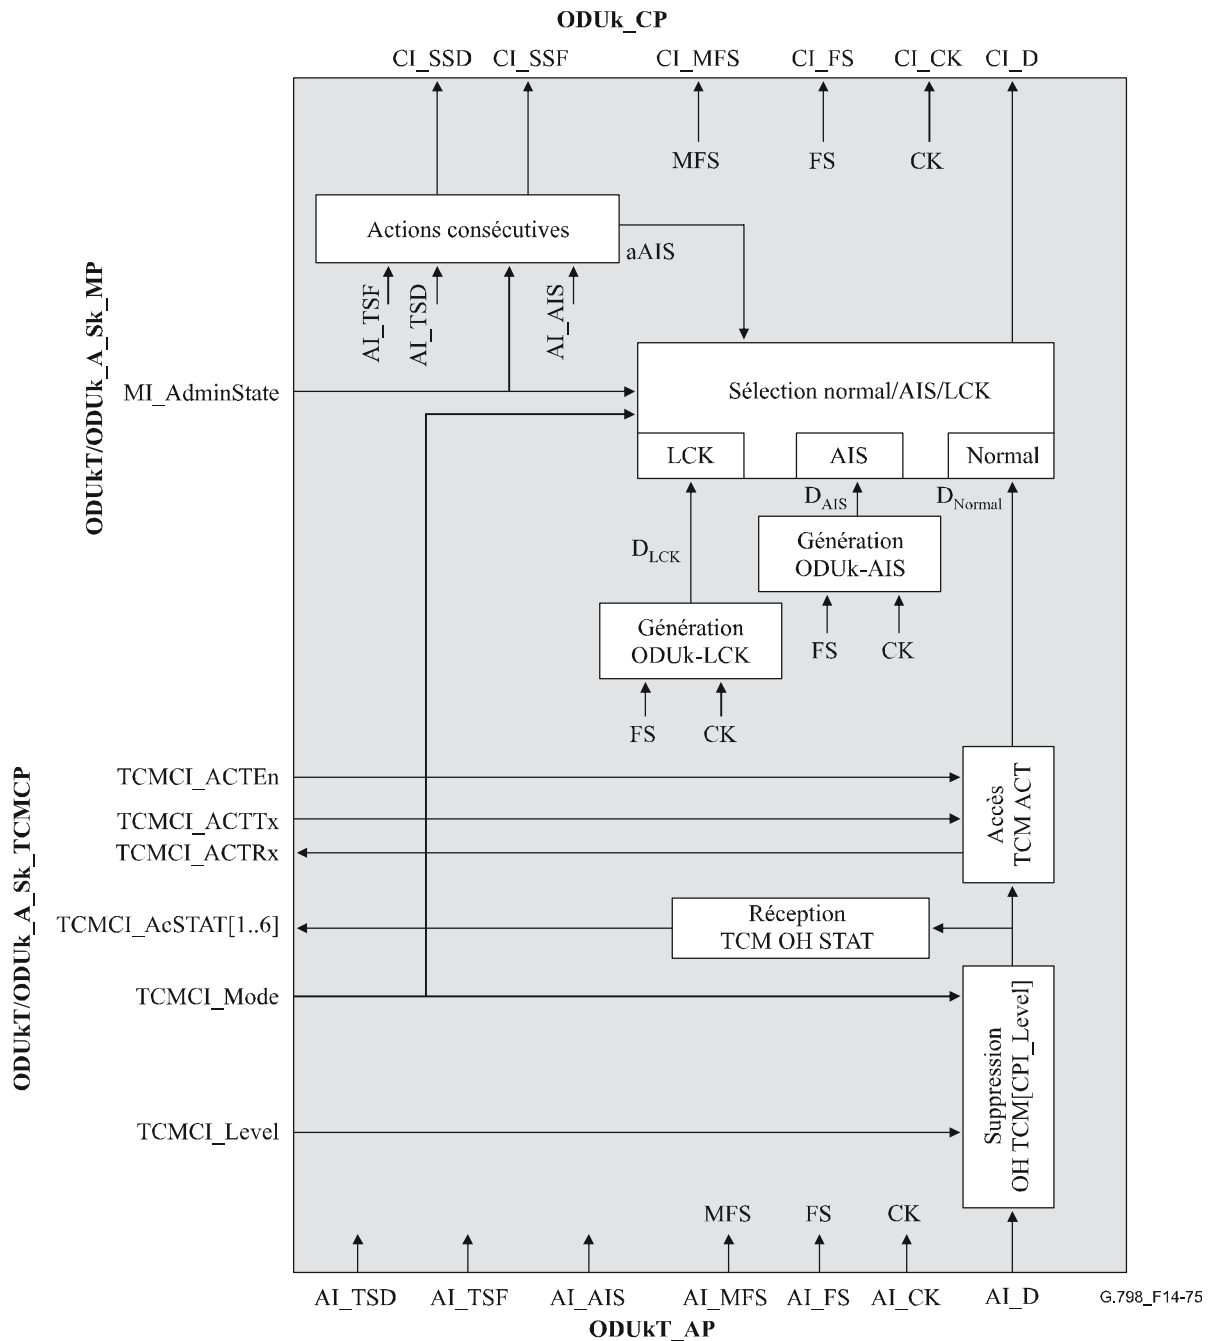 ODUk_CP
CI_SSD CI_SSF CI_MFS CI_FS CI_CK CI_D
MFS FS CK
Actions consécutives
aAIS
AI_TSF
AI_TSD
AI_AIS
ODUkT/ODUk_A_Sk_MP
MI_AdminState
Sélection normal/AIS/LCK
LCK AIS Normal
D_AIS D_Normal
D_LCK
Génération
ODUk-AIS
Génération
ODUk-LCK
FS CK
FS CK
ODUkT/ODUk_A_Sk_TCMCP
TCMCI_ACTEn
TCMCI_ACTTx
TCMCI_ACTRx
Accès
TCM ACT
TCMCI_AcSTAT[1..6]
Réception
TCM OH STAT
TCMCI_Mode
TCMCI_Level
Suppression
OH TCM[CPI_Level]
MFS FS CK
AI_TSD AI_TSF AI_AIS AI_MFS AI_FS AI_CK AI_D
G.798_F14-75
ODUkT_AP